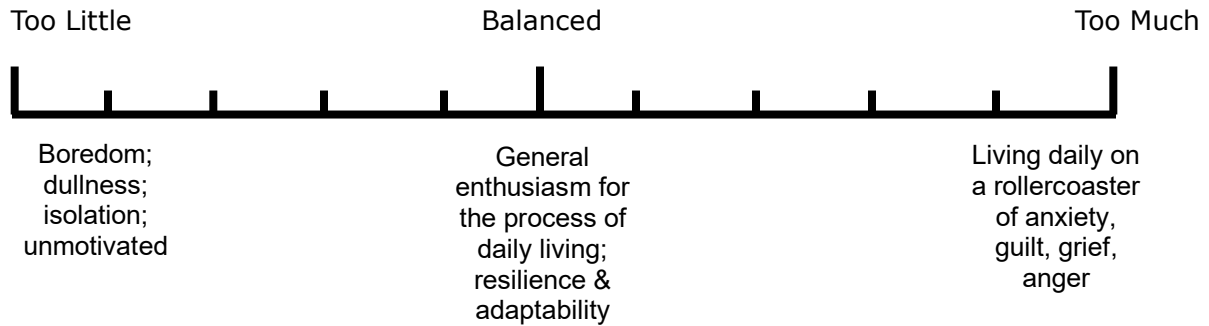 Too Little
Balanced
Too Much
Boredom;
dullness;
isolation;
unmotivated
General
enthusiasm for
the process of
daily living;
resilience &
adaptability
Living daily on
a rollercoaster
of anxiety,
guilt, grief,
anger